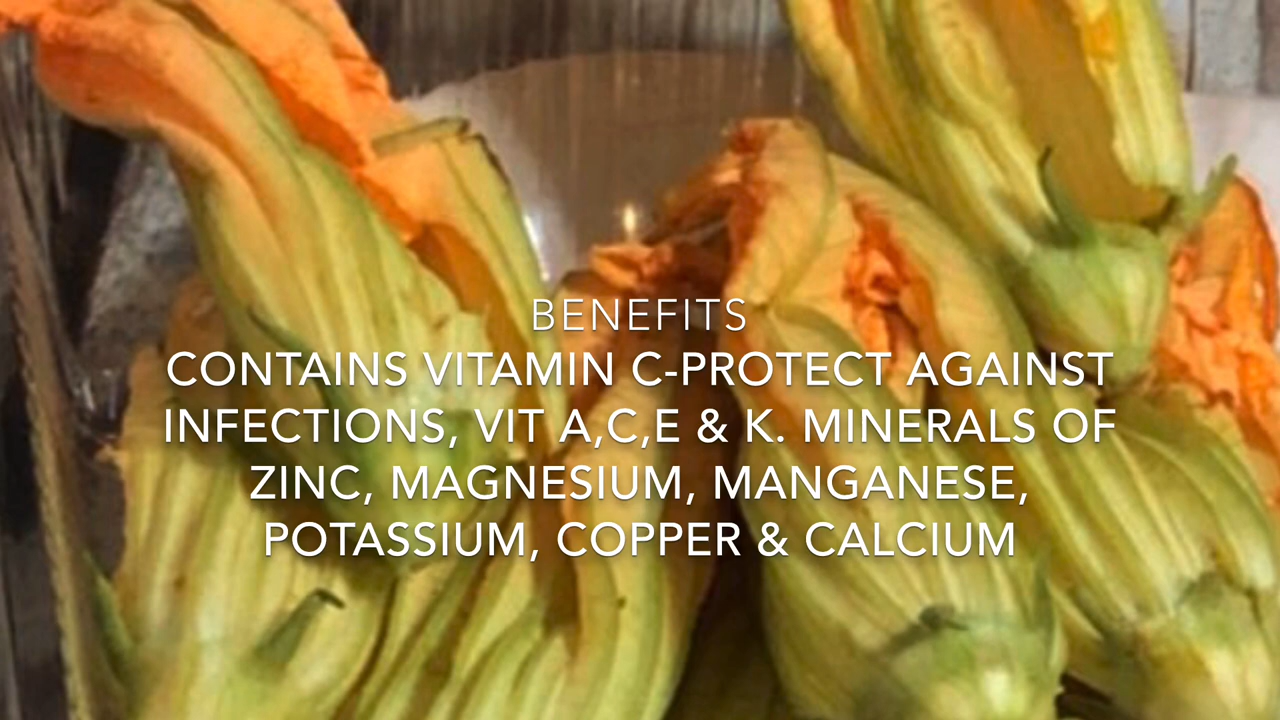 BENEFITS
CONTAINS VITAMIN C-PROTECT AGAINST
INFECTIONS, VIT A,C,E & K. MINERALS OF
ZINC, MAGNESIUM, MANGANESE,
POTASSIUM, COPPER & CALCIUM